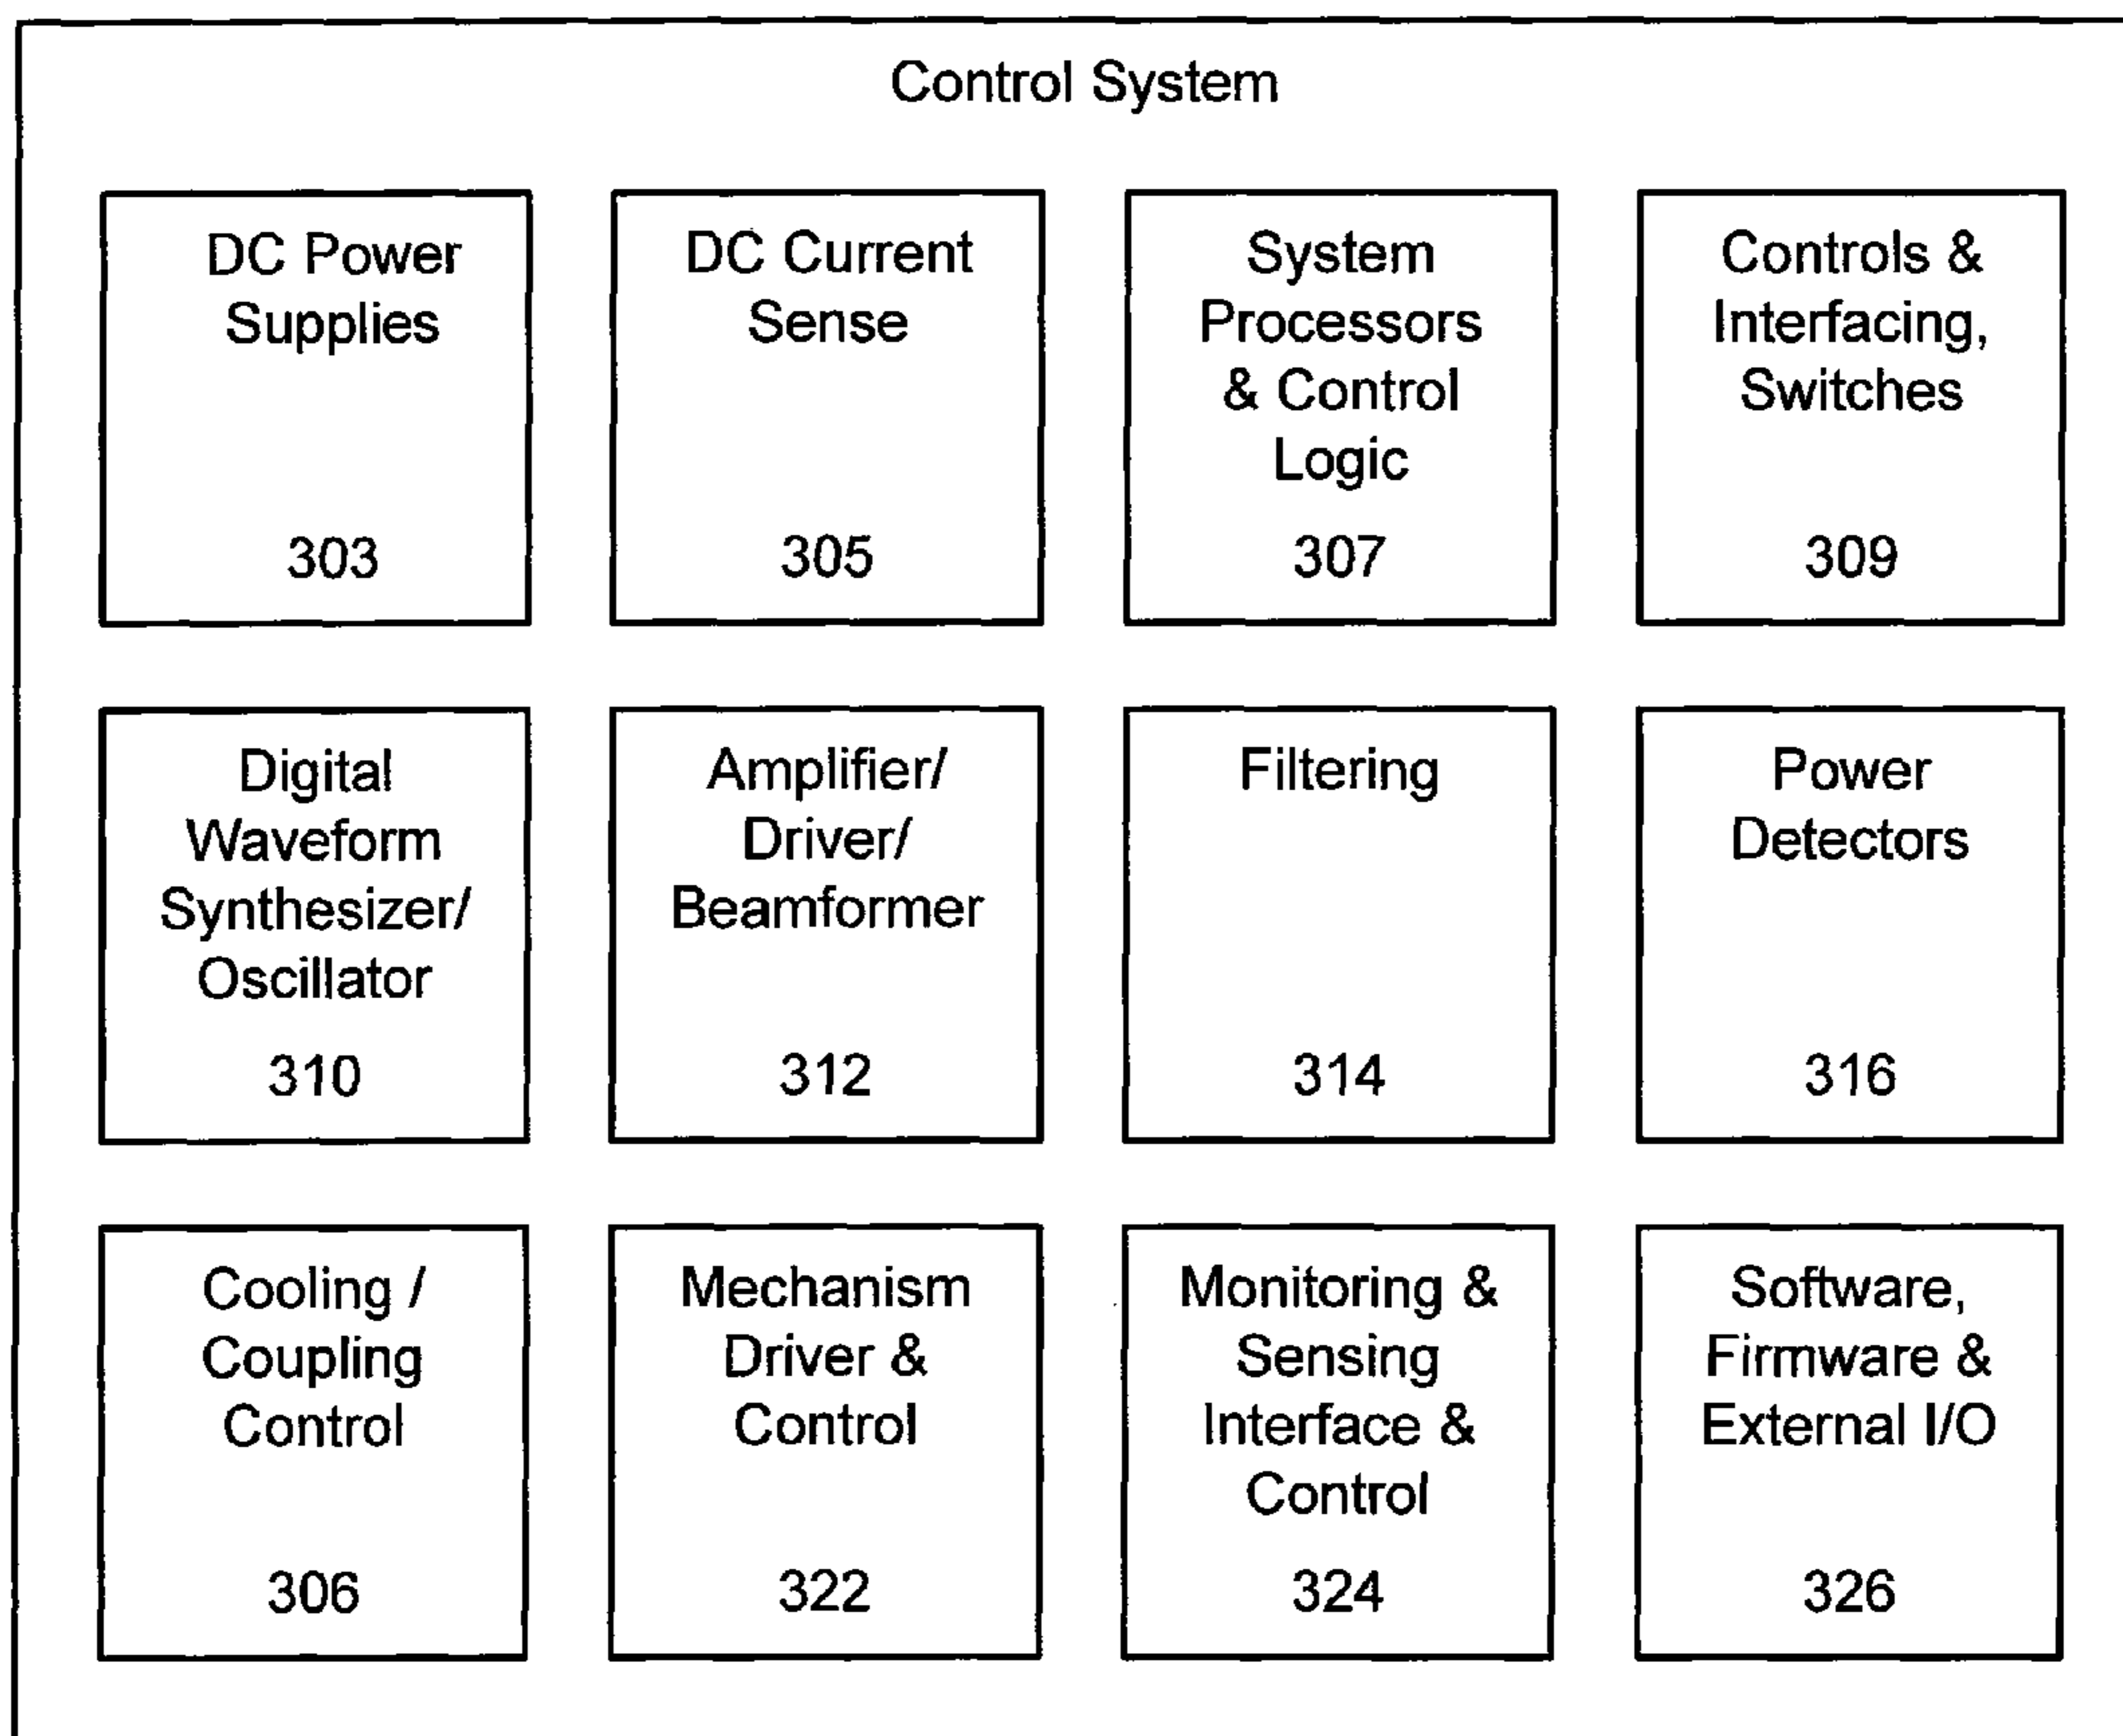 Control System
DC Power
Supplies
303
DC Current
Sense
305
System
Processors
& Control
Logic
307
Controls &
Interfacing,
Switches
309
Digital
Waveform
Synthesizer/
Oscillator
310
Amplifier/
Driver/
Beamformer
312
Filtering
314
Power
Detectors
316
Cooling /
Coupling
Control
306
Mechanism
Driver &
Control
322
Monitoring &
Sensing
Interface &
Control
324
Software,
Firmware &
External I/O
326